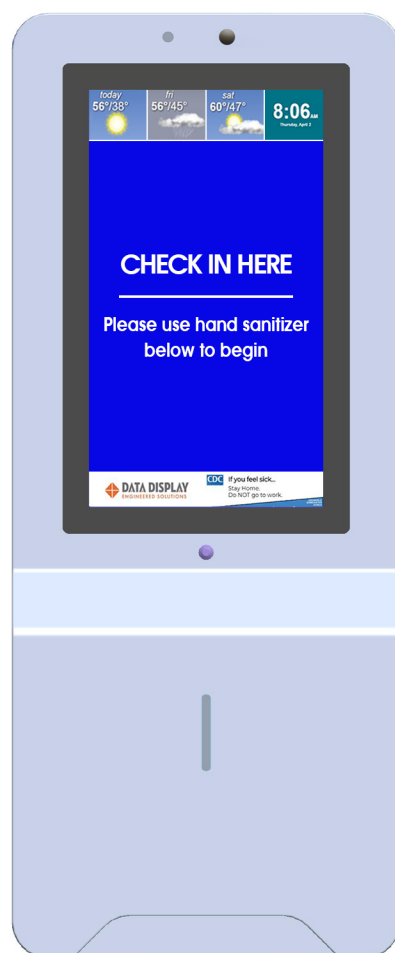 today
56°/38°
fri
56°/45°
sat
60°/47°
8:06AM
Thursday, April 2
CHECK IN HERE
Please use hand sanitizer
below to begin
DATA DISPLAY
ENGINEERED SOLUTIONS
CDC
If you feel sick...
Stay Home.
Do NOT go to work.